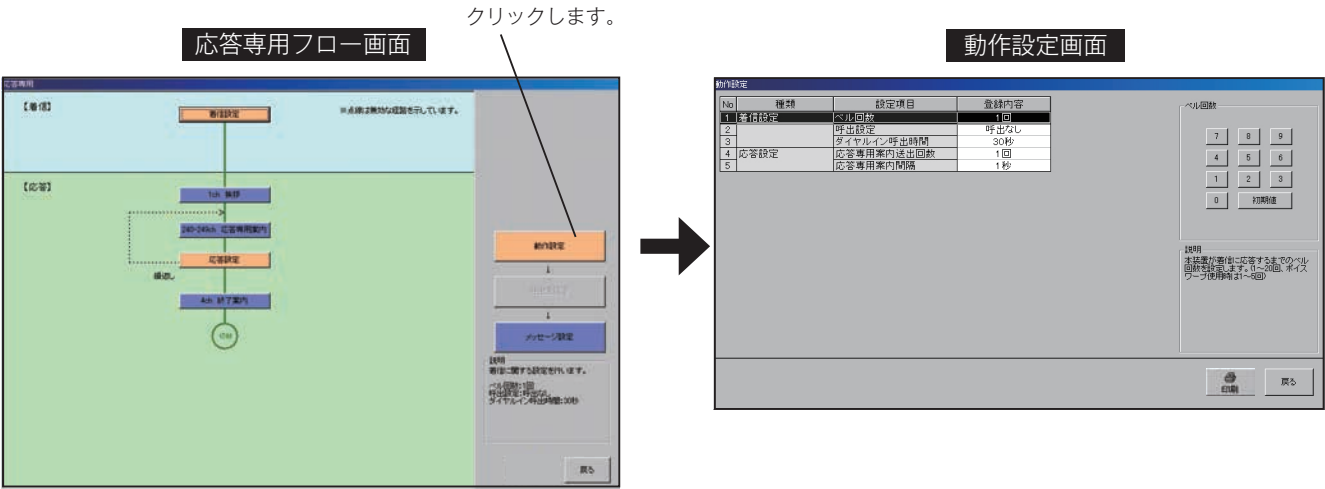 クリックします。
応答専用フロー画面
動作設定画面
応答専用
【着信】
着信設定
※点線は無効な経路を示しています。
【応答】
1ch 挨拶
240-249ch 応答専用案内
応答設定
繰返し
4ch 終了案内
切断
動作設定
↓
↓
メッセージ設定
説明
着信に関する設定を行います。
ベル回数:1回
呼出設定:呼出なし
ダイヤルイン呼出時間:30秒
戻る
動作設定
No 種類 設定項目 登録内容
1 着信設定 ベル回数 1回
2 呼出設定 呼出なし
3 ダイヤルイン呼出時間 30秒
4 応答設定 応答専用案内送出回数 1回
5 応答専用案内間隔 1秒
ベル回数
7 8 9
4 5 6
1 2 3
0 初期値
説明
本装置が着信に応答するまでのベル
回数を設定します。(1～20回、ボイス
ワープ使用時は1～5回)
印刷
戻る